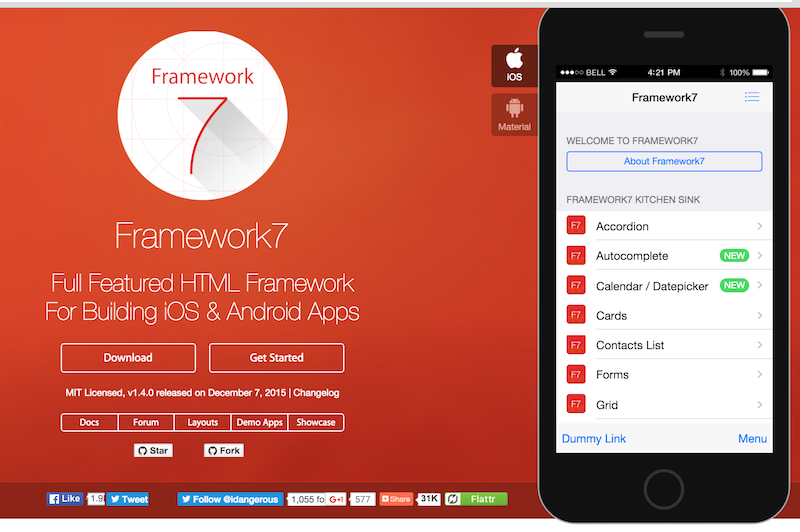 Framework
7
Framework7
Full Featured HTML Framework
For Building iOS & Android Apps
Download
Get Started
MIT Licensed, v1.4.0 released on December 7, 2015 | Changelog
Docs
Forum
Layouts
Demo Apps
Showcase
Star
Fork
Like
Tweet
Follow @idangerous
1,055 fo
G+1
577
Share
31K
Flattr
iOS
Material
BELL
4:21 PM
100%
Framework7
WELCOME TO FRAMEWORK7
About Framework7
FRAMEWORK7 KITCHEN SINK
F7 Accordion
F7 Autocomplete NEW
F7 Calendar / Datepicker NEW
F7 Cards
F7 Contacts List
F7 Forms
F7 Grid
Dummy Link
Menu